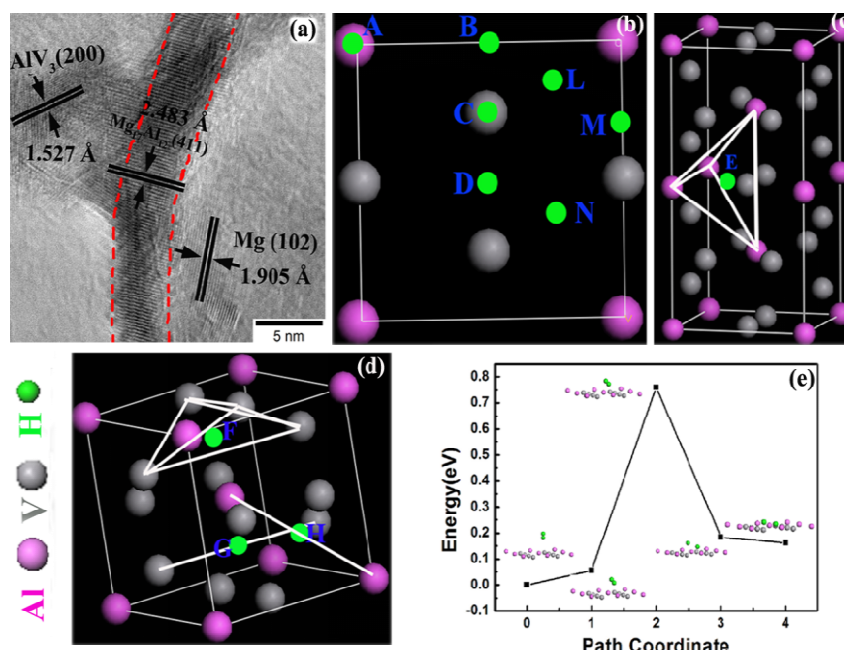 (a)
AlV3(200)
1.527 Å
2.483 Å
Mg (102)
1.905 Å
5 nm
(b)
A
B
L
C
M
D
N
(c)
E
Al V H
(d)
F
G
H
(e)
Energy(eV)
0.8
0.7
0.6
0.5
0.4
0.3
0.2
0.1
0.0
-0.1
0 1 2 3 4
Path Coordinate